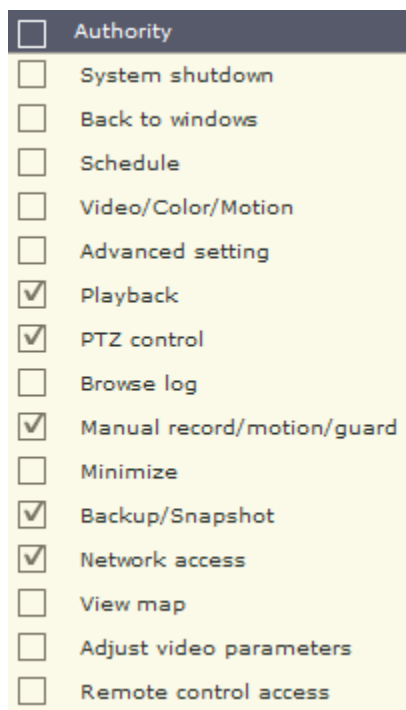 Authority
System shutdown
Back to windows
Schedule
Video/Color/Motion
Advanced setting
Playback
PTZ control
Browse log
Manual record/motion/guard
Minimize
Backup/Snapshot
Network access
View map
Adjust video parameters
Remote control access